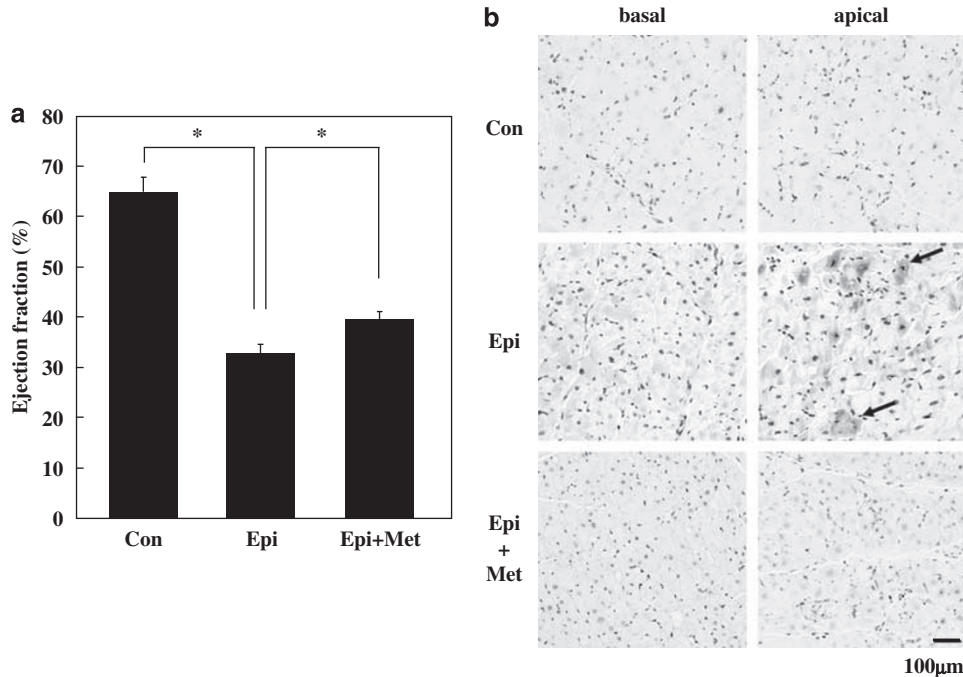 a
80
70
60
50
40
30
20
10
0
Ejection fraction (%)
*
*
Con
Epi
Epi+Met
b
basal
apical
Con
Epi
Epi
+
Met
100μm